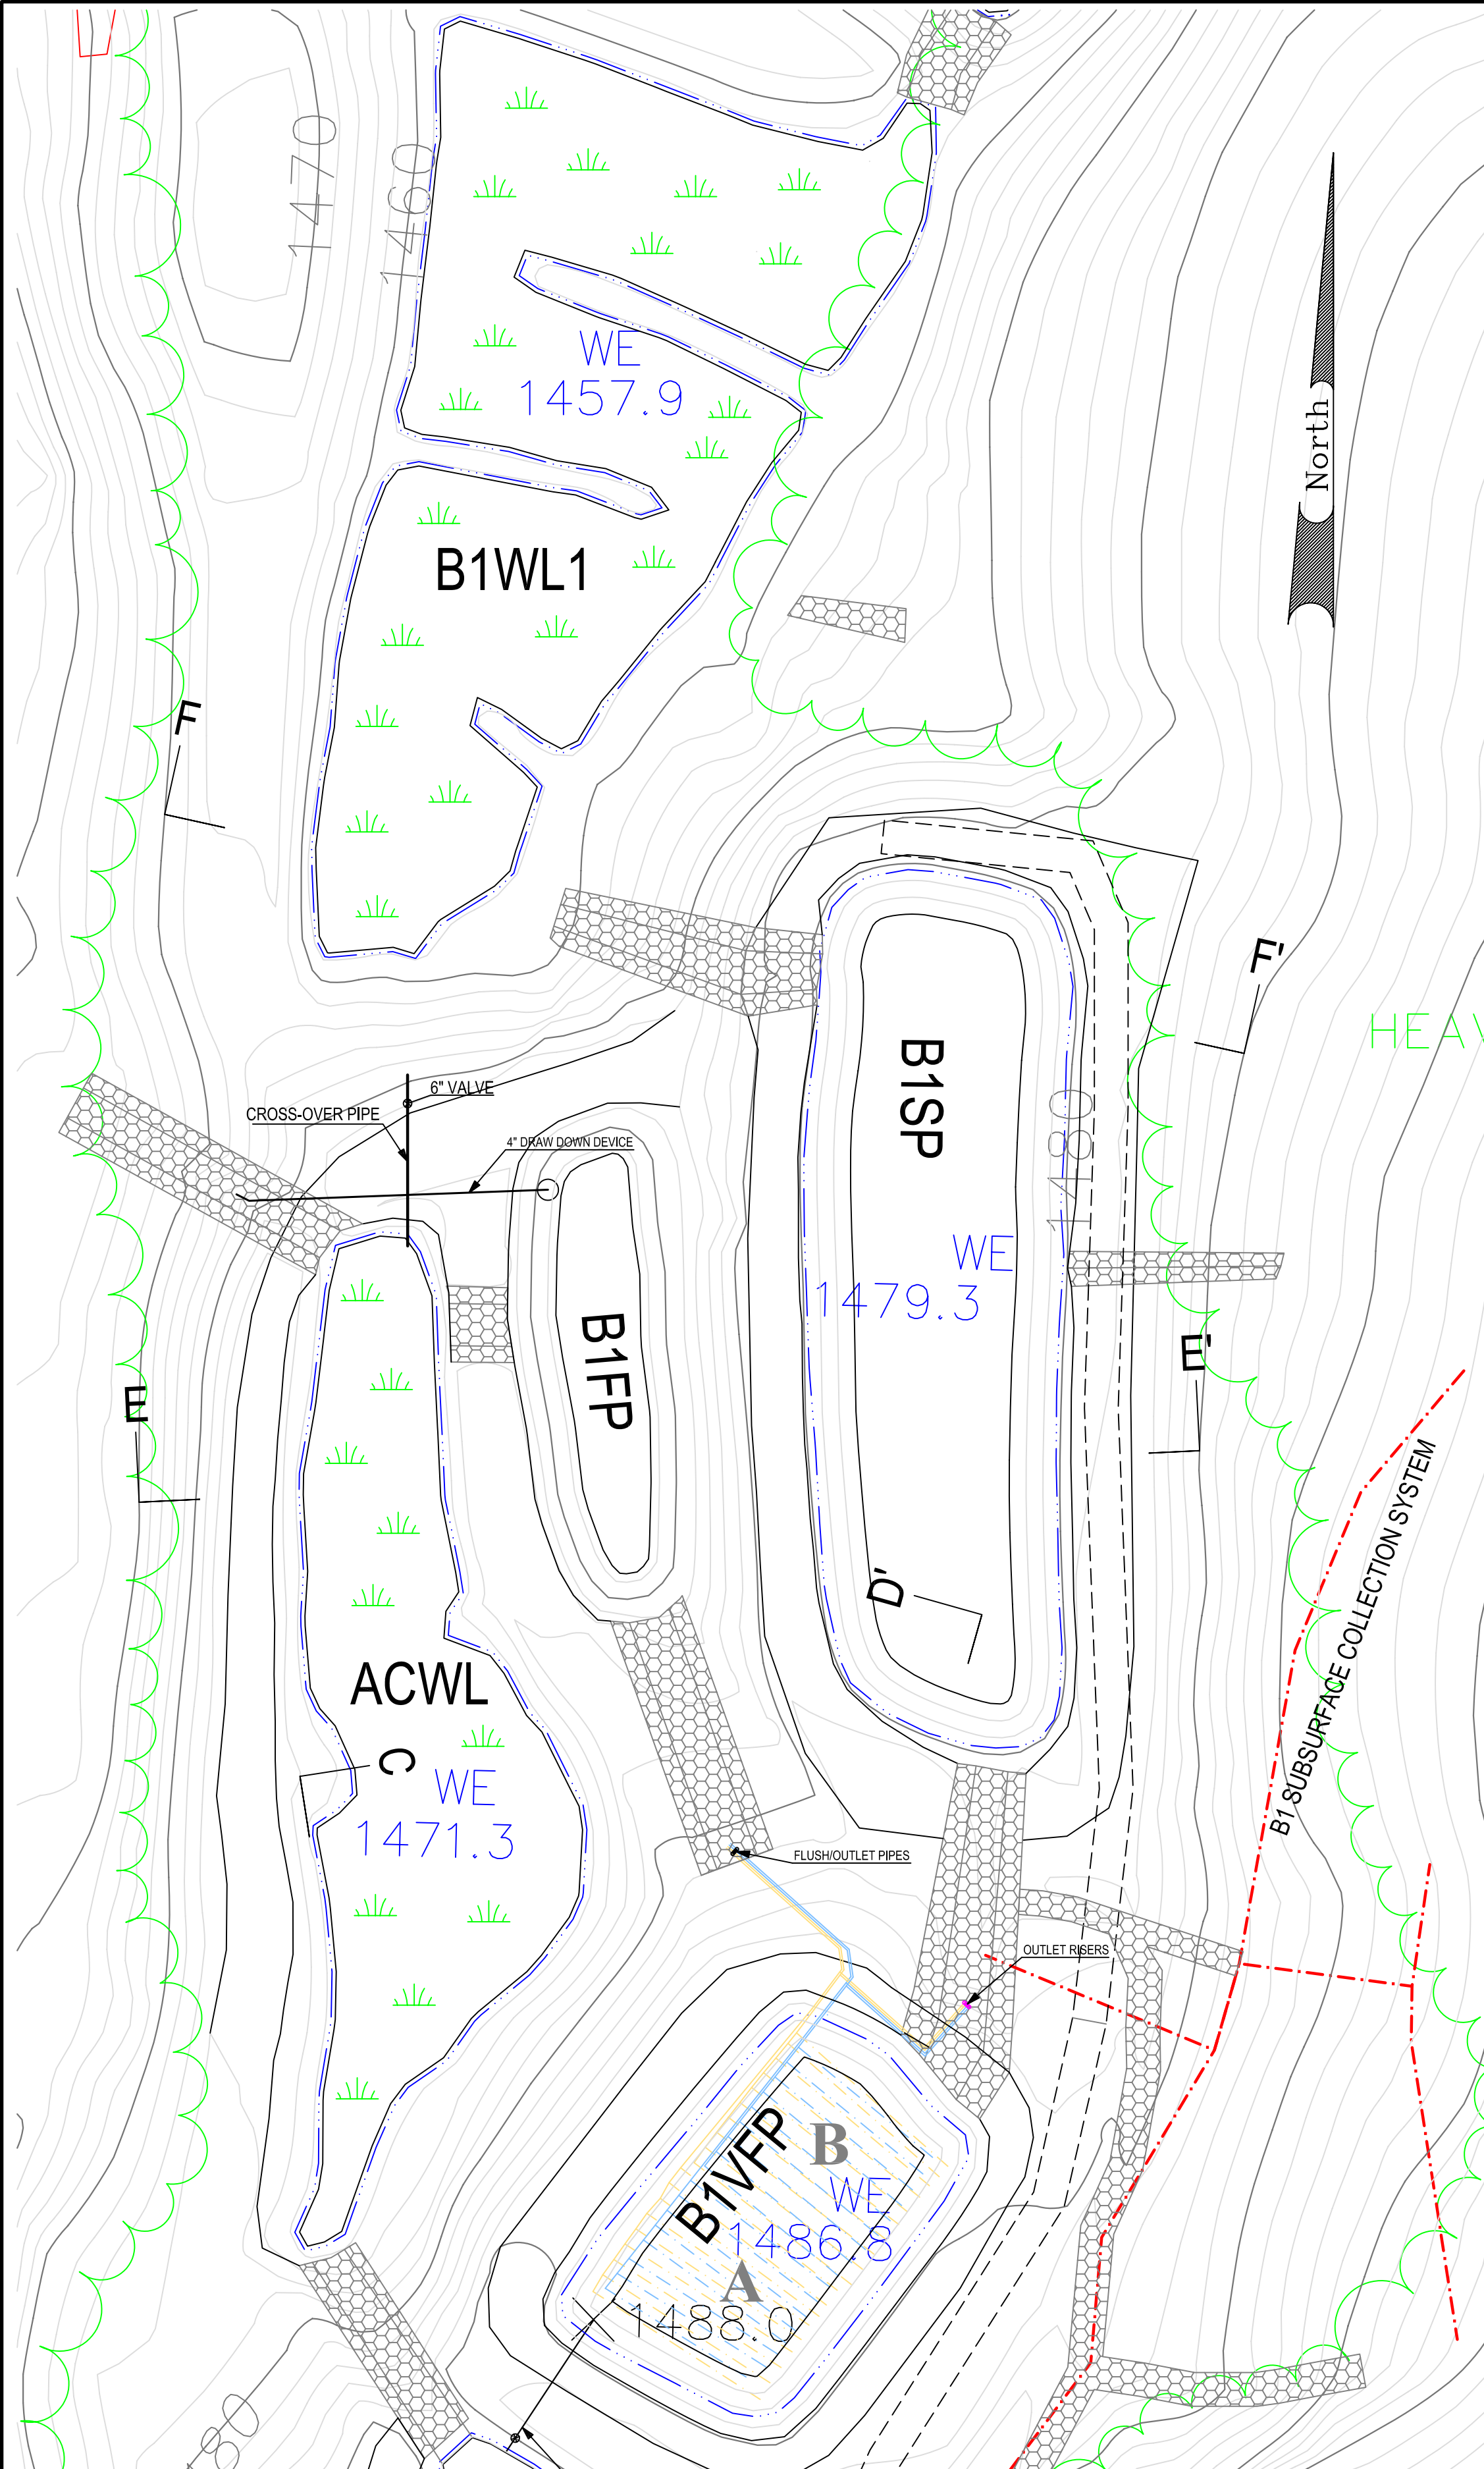 1470
1460
WE
1457.9
North
B1WL1
F
F'
B1SP
6" VALVE
CROSS-OVER PIPE
4" DRAW DOWN DEVICE
1480
WE
1479.3
B1FP
E
E'
B1 SUBSURFACE COLLECTION SYSTEM
D'
ACWL
C
WE
1471.3
FLUSH/OUTLET PIPES
OUTLET RISERS
B1VFP
B
WE
1486.8
A
1488.0